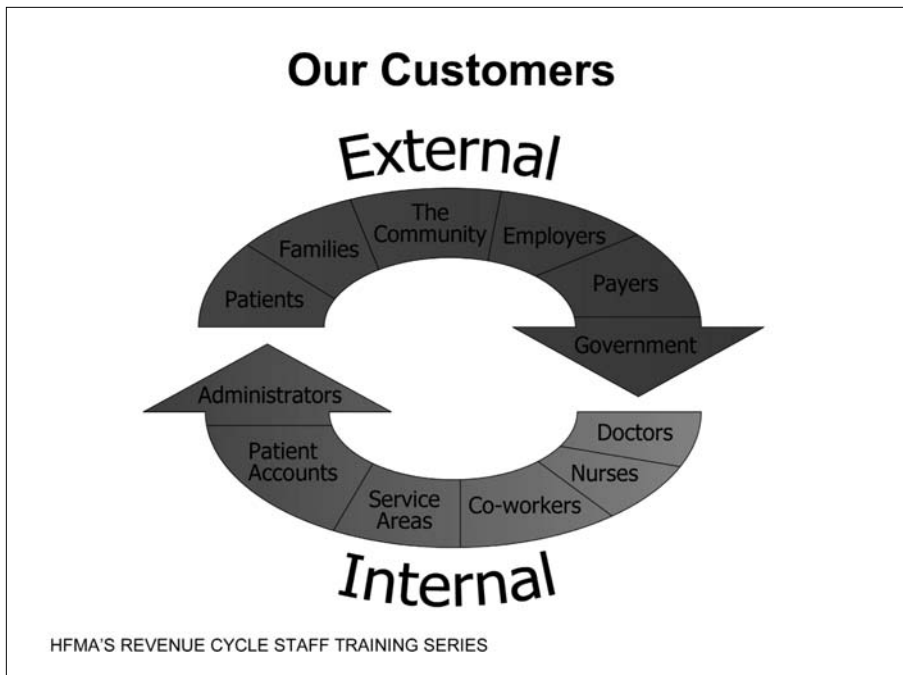 Our Customers
External
Patients
Families
The
Community
Employers
Payers
Government
Doctors
Nurses
Co-workers
Service
Areas
Patient
Accounts
Administrators
Internal
HFMA'S REVENUE CYCLE STAFF TRAINING SERIES